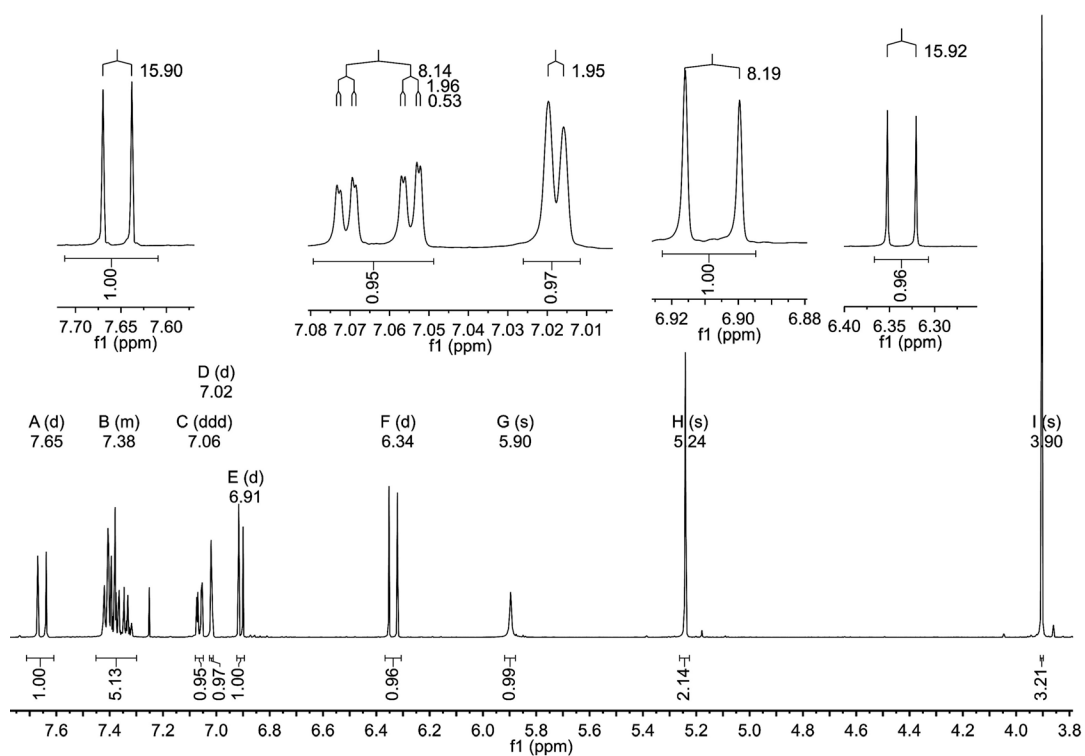 15.90
8.14
1.96
0.53
1.95
8.19
15.92
1.00
0.95
0.97
1.00
0.96
7.70 7.65 7.60
f1 (ppm)
7.08 7.07 7.06 7.05 7.04 7.03 7.02 7.01
f1 (ppm)
6.92 6.90 6.88
f1 (ppm)
6.40 6.35 6.30
f1 (ppm)
D (d)
7.02
A (d)
7.65
B (m)
7.38
C (ddd)
7.06
E (d)
6.91
F (d)
6.34
G (s)
5.90
H (s)
5.24
I (s)
3.90
1.00
5.13
0.95
0.97
1.00
0.96
0.99
2.14
3.21
7.6 7.4 7.2 7.0 6.8 6.6 6.4 6.2 6.0 5.8 5.6 5.4 5.2 5.0 4.8 4.6 4.4 4.2 4.0 3.8
f1 (ppm)